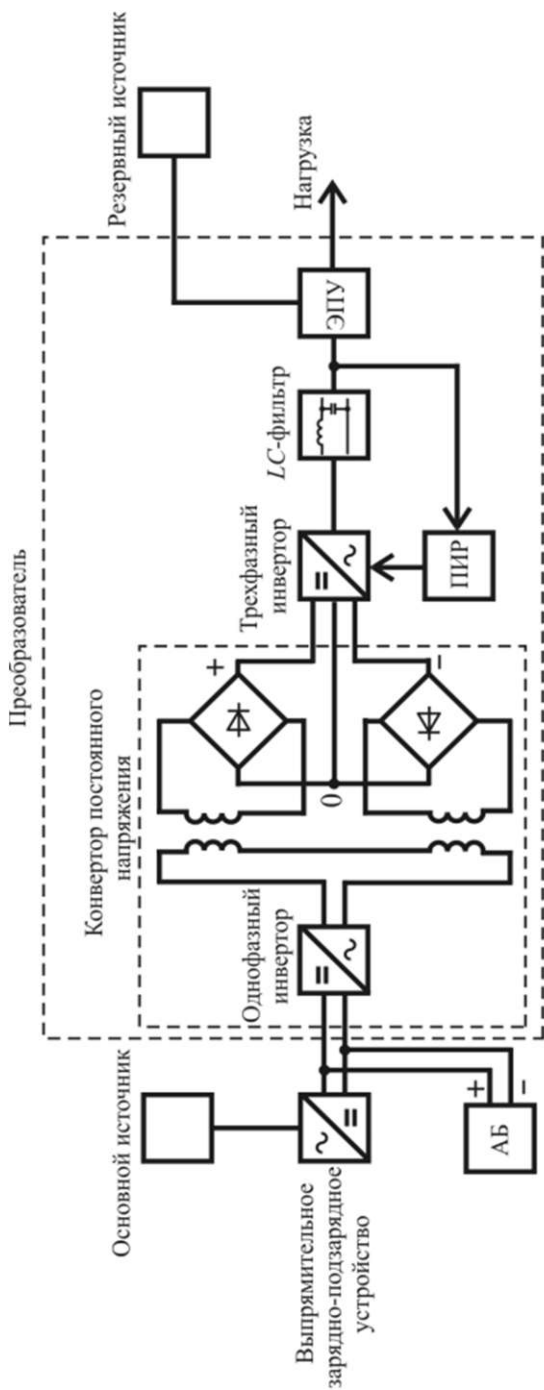 Преобразователь
Основной источник
Резервный источник
Конвертор постоянного
напряжения
Однофазный
инвертор
Трехфазный
инвертор
LC-фильтр
Нагрузка
=
~
+
~
=
0
=
~
ЭПУ
Выпрямительное
зарядно-подзарядное
устройство
+
−
АБ
−
ПИР